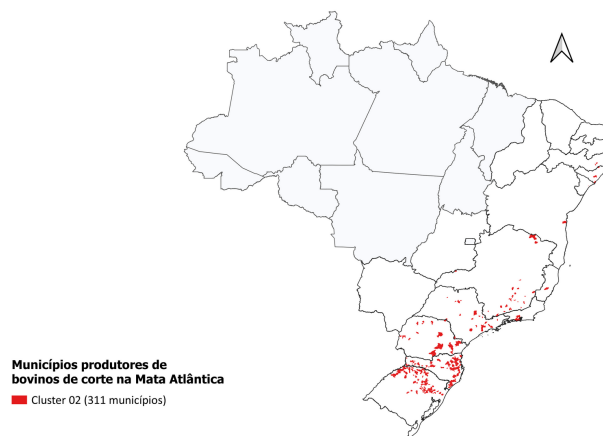 Municípios produtores de
bovinos de corte na Mata Atlântica
Cluster 02 (311 municípios)